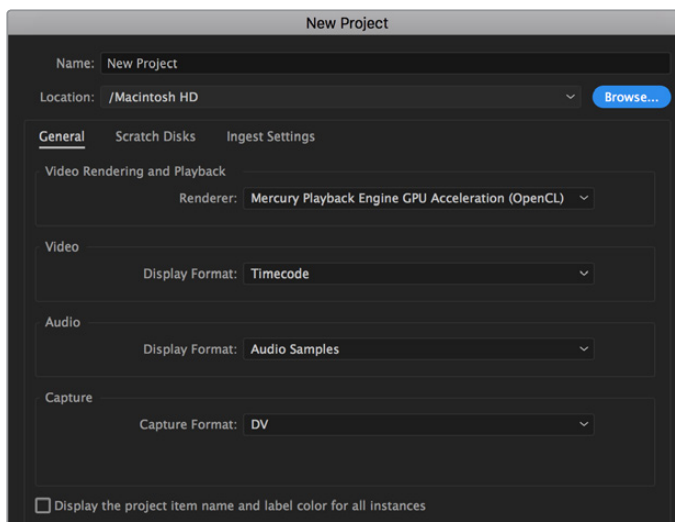 New Project
Name: New Project
Location: /Macintosh HD Browse...
General Scratch Disks Ingest Settings
Video Rendering and Playback
Renderer: Mercury Playback Engine GPU Acceleration (OpenCL)
Video
Display Format: Timecode
Audio
Display Format: Audio Samples
Capture
Capture Format: DV
Display the project item name and label color for all instances